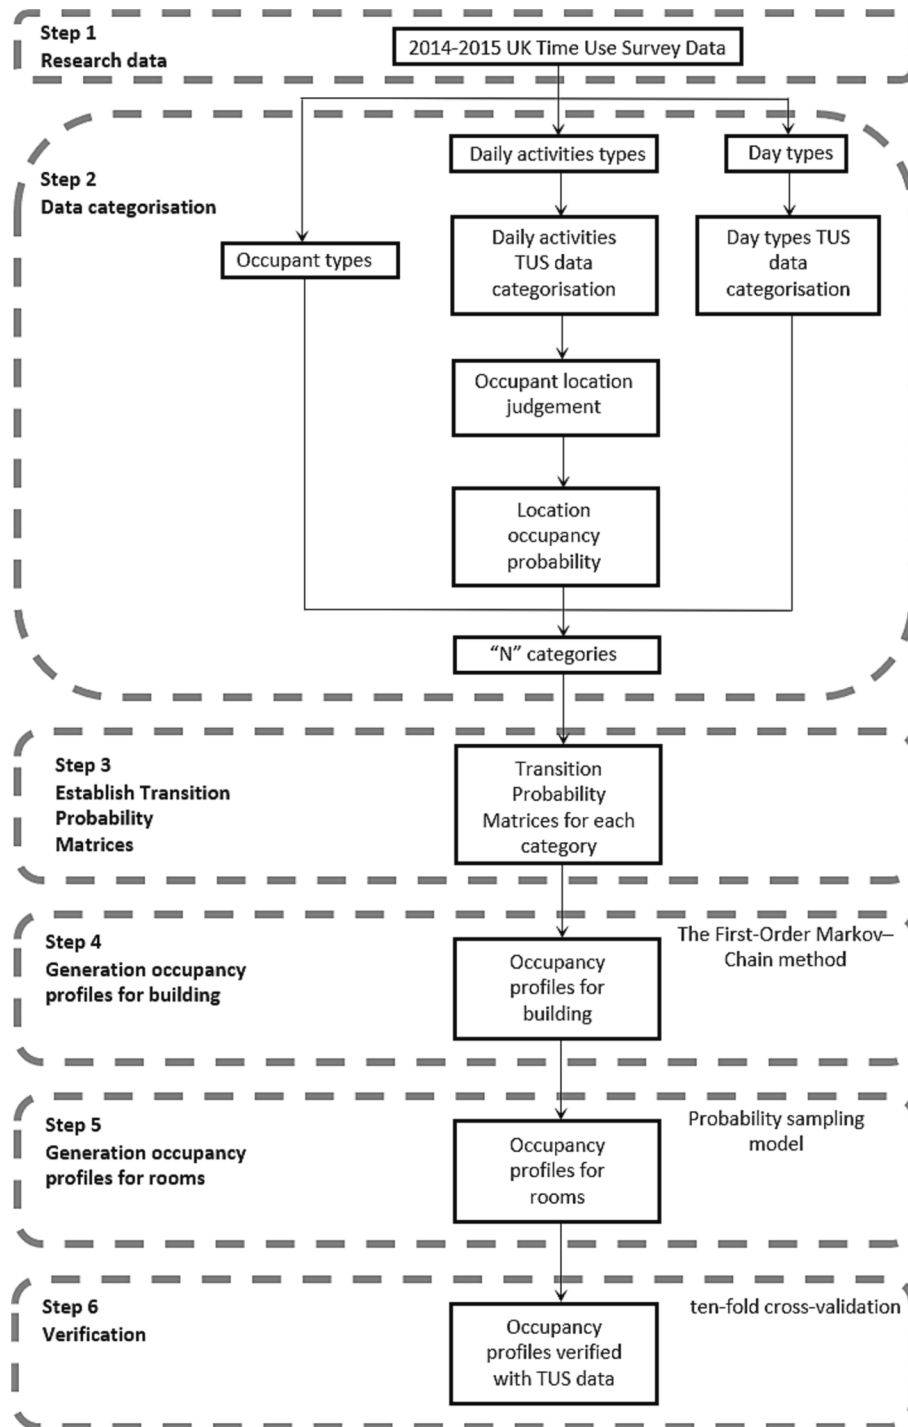 Step 1
Research data
2014-2015 UK Time Use Survey Data
Step 2
Data categorisation
Daily activities types
Day types
Occupant types
Daily activities
TUS data
categorisation
Day types TUS
data
categorisation
Occupant location
judgement
Location
occupancy
probability
“N” categories
Step 3
Establish Transition
Probability
Matrices
Transition
Probability
Matrices for each
category
Step 4
Generation occupancy
profiles for building
Occupancy
profiles for
building
The First-Order Markov–
Chain method
Step 5
Generation occupancy
profiles for rooms
Occupancy
profiles for
rooms
Probability sampling
model
Step 6
Verification
Occupancy
profiles verified
with TUS data
ten-fold cross-validation